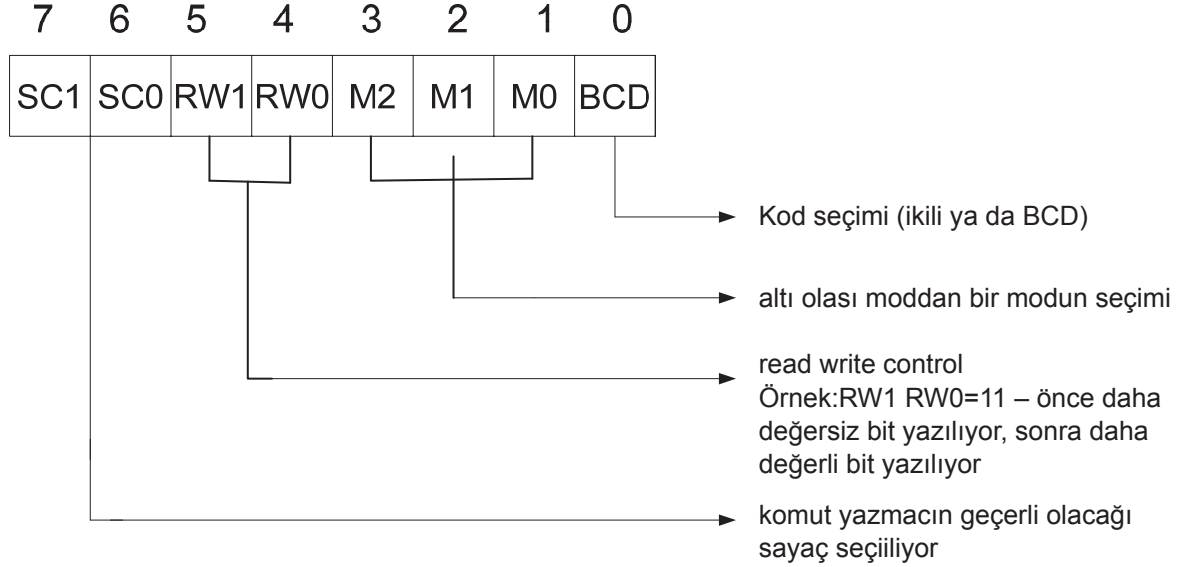 7 6 5 4 3 2 1 0
SC1 SC0 RW1 RW0 M2 M1 M0 BCD
Kod seçimi (ikili ya da BCD)
altı olası moddan bir modun seçimi
read write control
Örnek:RW1 RW0=11 – önce daha
değersiz bit yazılıyor, sonra daha
değerli bit yazılıyor
komut yazmacın geçerli olacağı
sayaç seçiiliyor